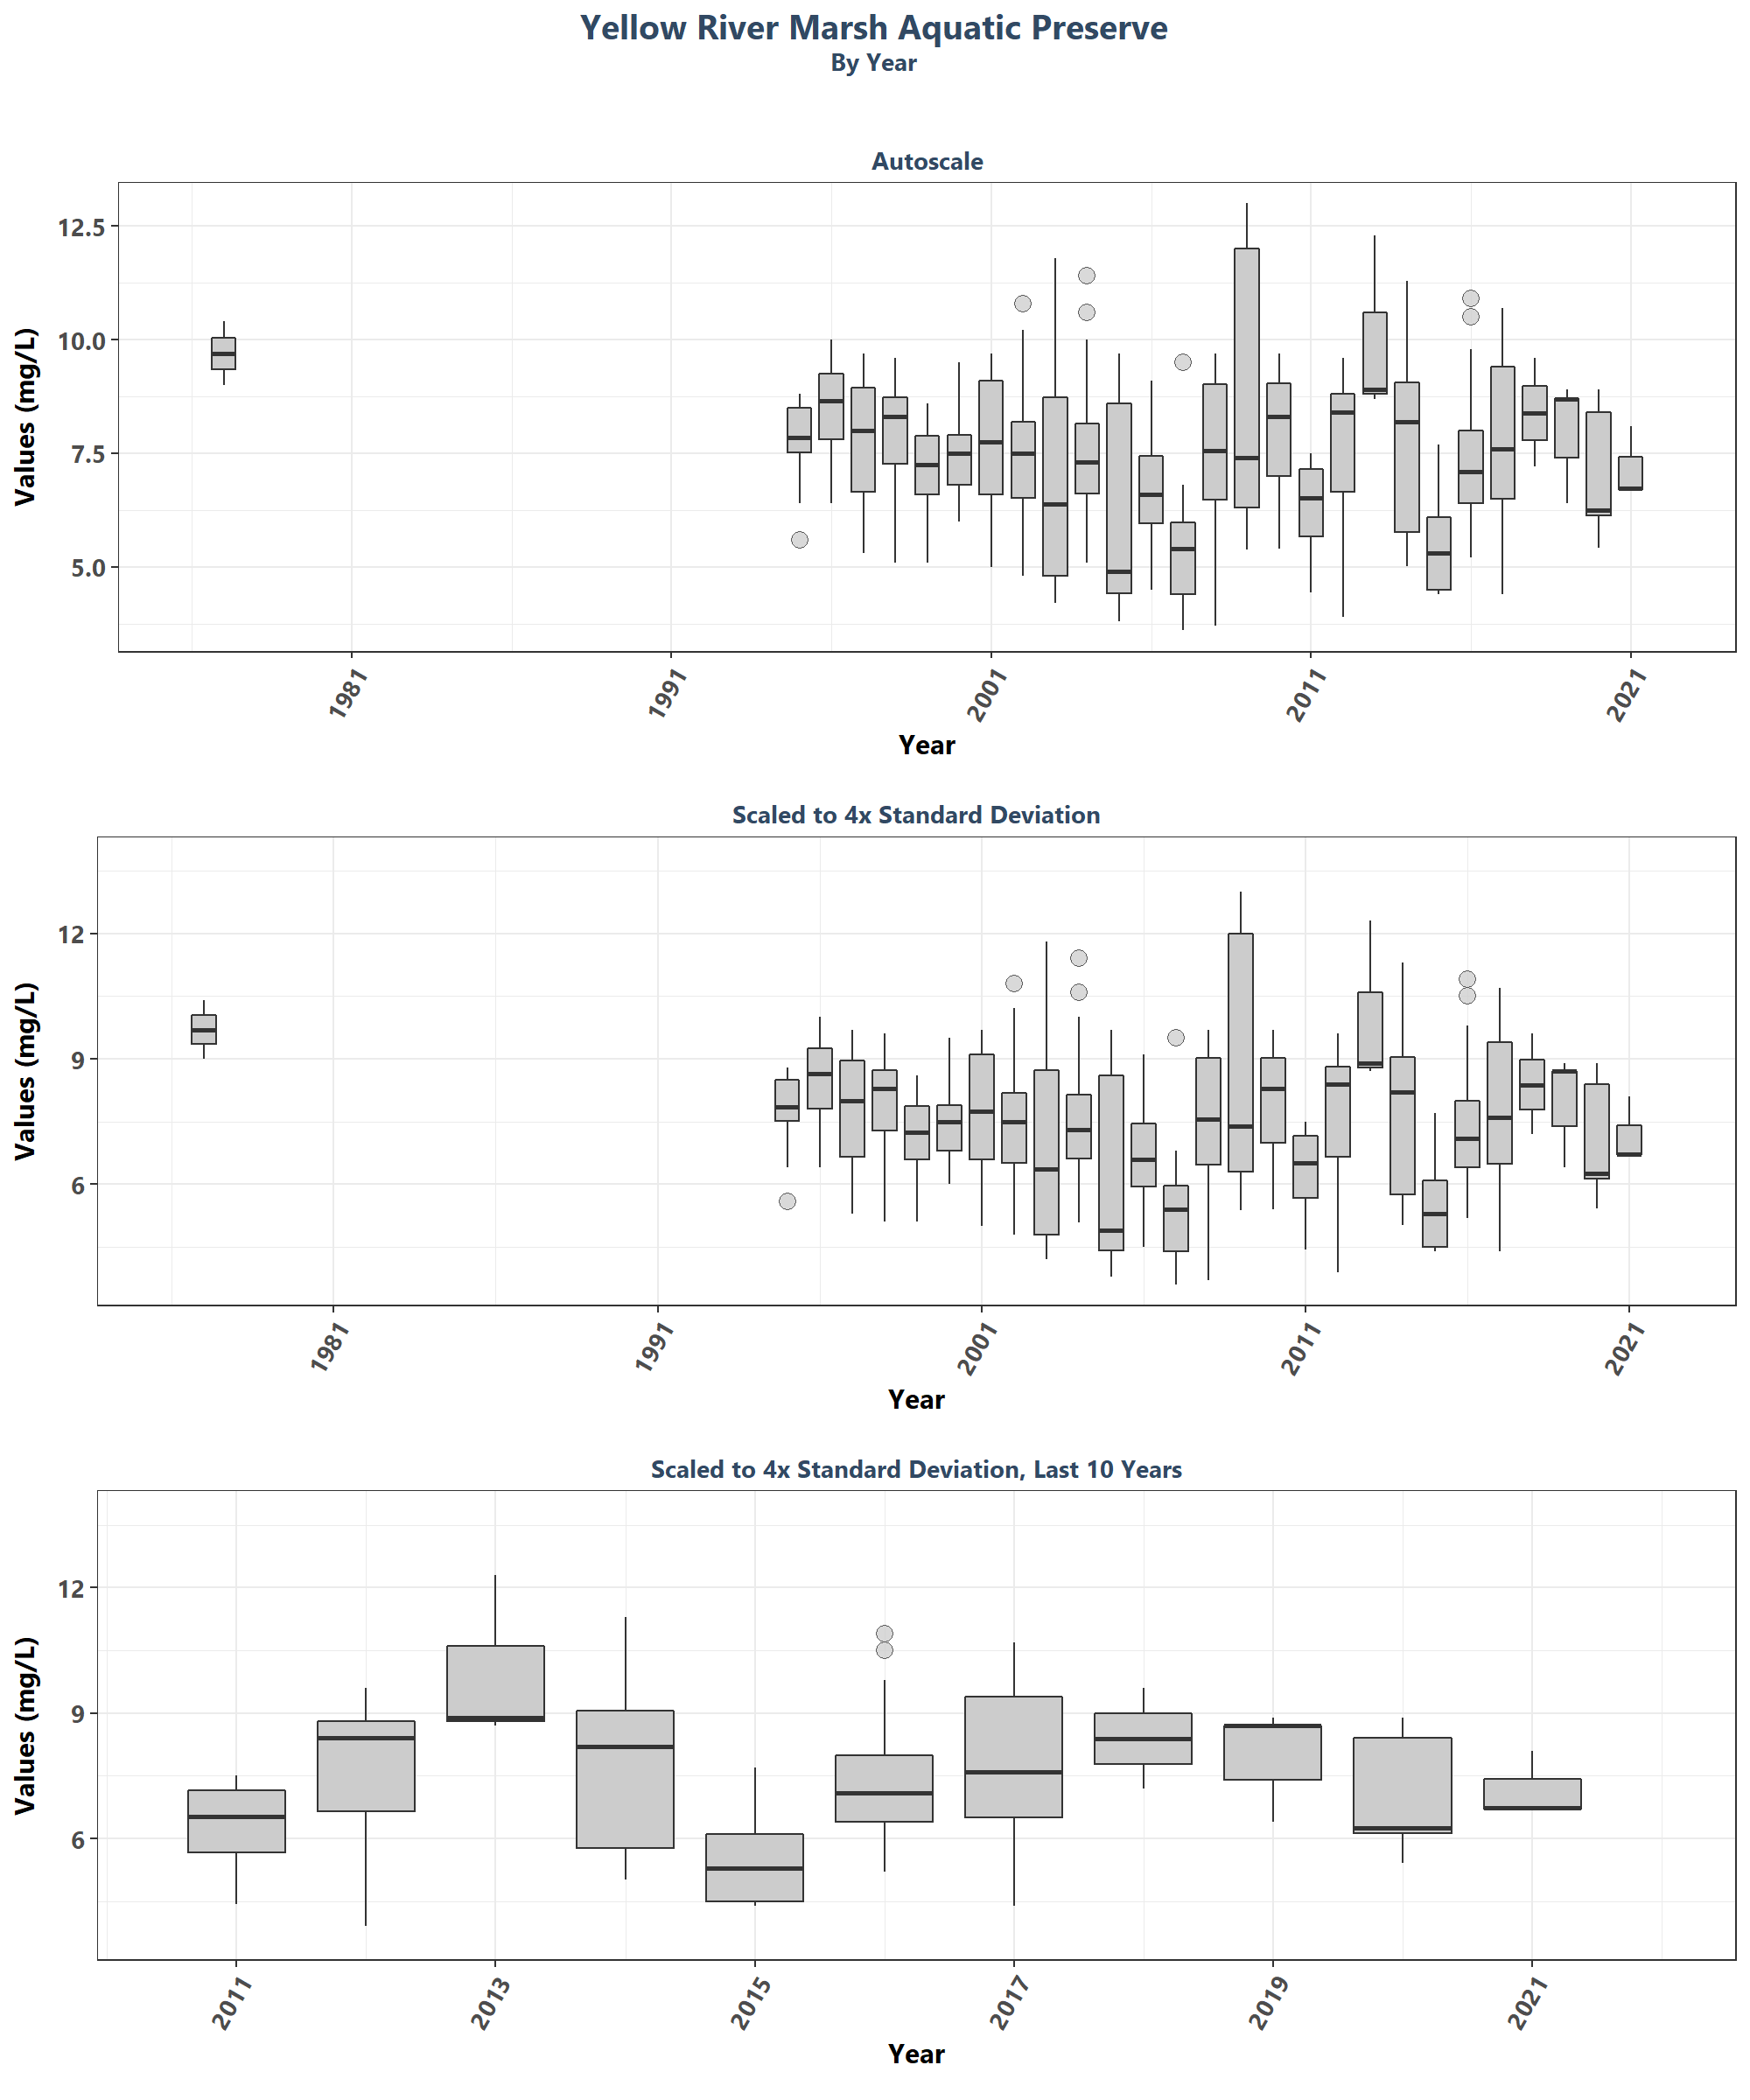 Yellow River Marsh Aquatic Preserve
By Year
Autoscale
Values (mg/L)
12.5
10.0
7.5
5.0
1981
1991
2001
2011
2021
Year
Scaled to 4x Standard Deviation
Values (mg/L)
12
9
6
1981
1991
2001
2011
2021
Year
Scaled to 4x Standard Deviation, Last 10 Years
Values (mg/L)
12
9
6
2011
2013
2015
2017
2019
2021
Year